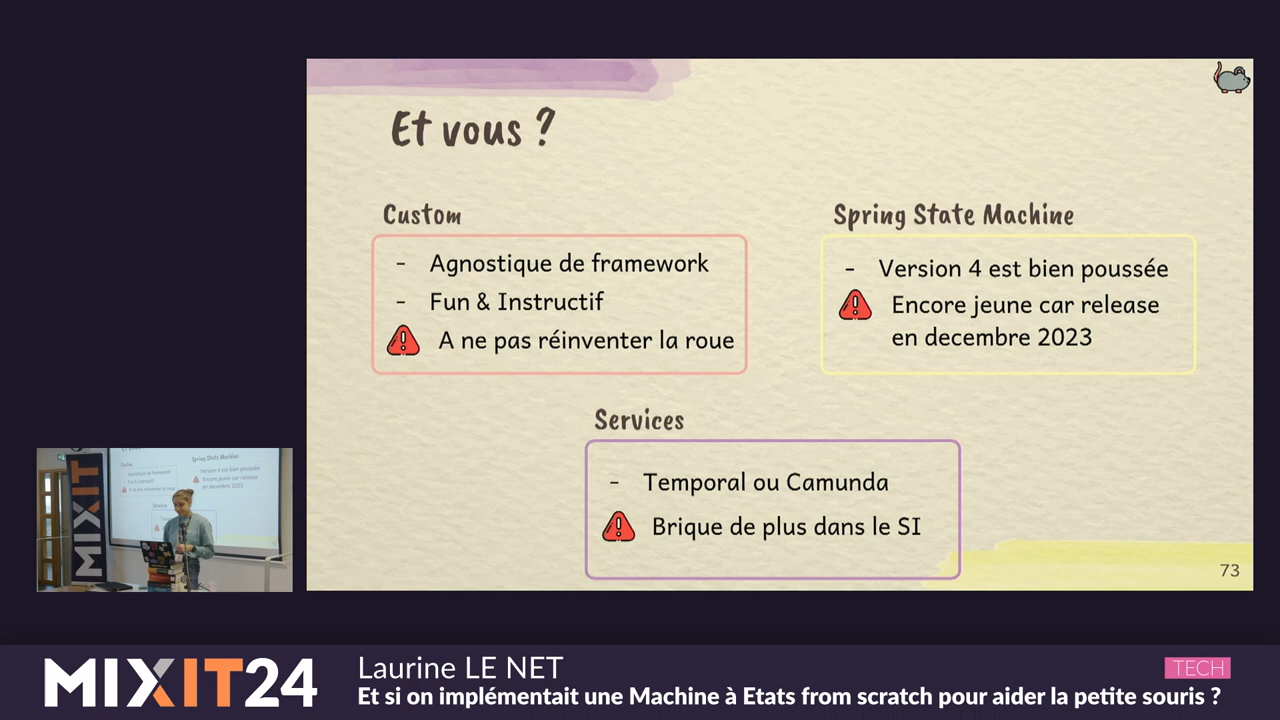 Et vous ?
Custom
- Agnostique de framework
- Fun & Instructif
A ne pas réinventer la roue
Spring State Machine
- Version 4 est bien poussée
Encore jeune car release
en decembre 2023
Services
- Temporal ou Camunda
Brique de plus dans le SI
73
MIXIT
MIXIT24
Laurine LE NET
TECH
Et si on implémentait une Machine à Etats from scratch pour aider la petite souris ?